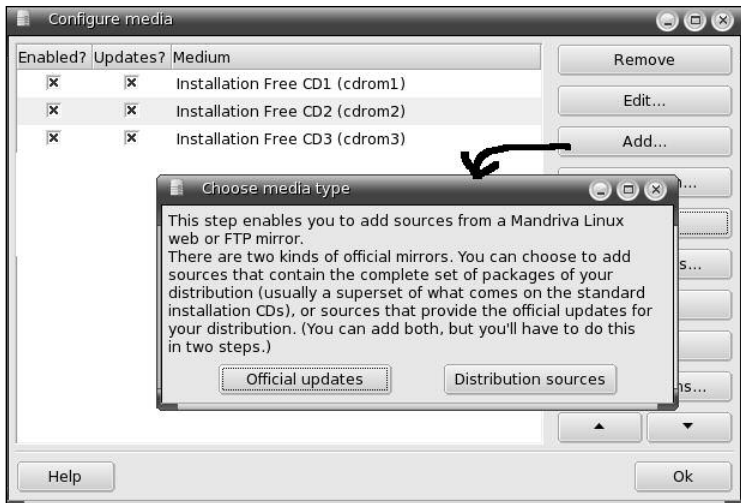 Configure media
Enabled? Updates? Medium
Installation Free CD1 (cdrom1)
Installation Free CD2 (cdrom2)
Installation Free CD3 (cdrom3)
Remove
Edit...
Add...
Choose media type
This step enables you to add sources from a Mandriva Linux
web or FTP mirror.
There are two kinds of official mirrors. You can choose to add
sources that contain the complete set of packages of your
distribution (usually a superset of what comes on the standard
installation CDs), or sources that provide the official updates for
your distribution. (You can add both, but you'll have to do this
in two steps.)
Official updates
Distribution sources
Help
Ok